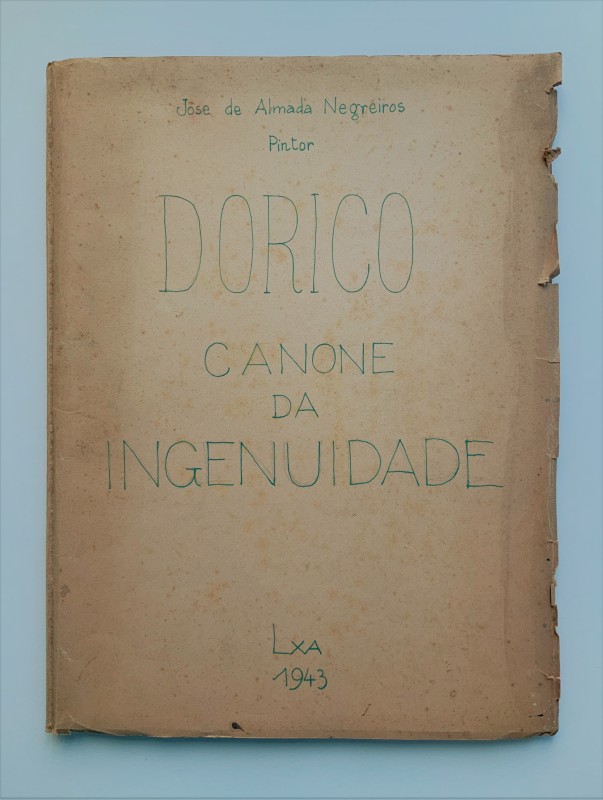 José de Almada Negreiros
Pintor
DORICO
CANONE
DA
INGENUIDADE
LxA
1943